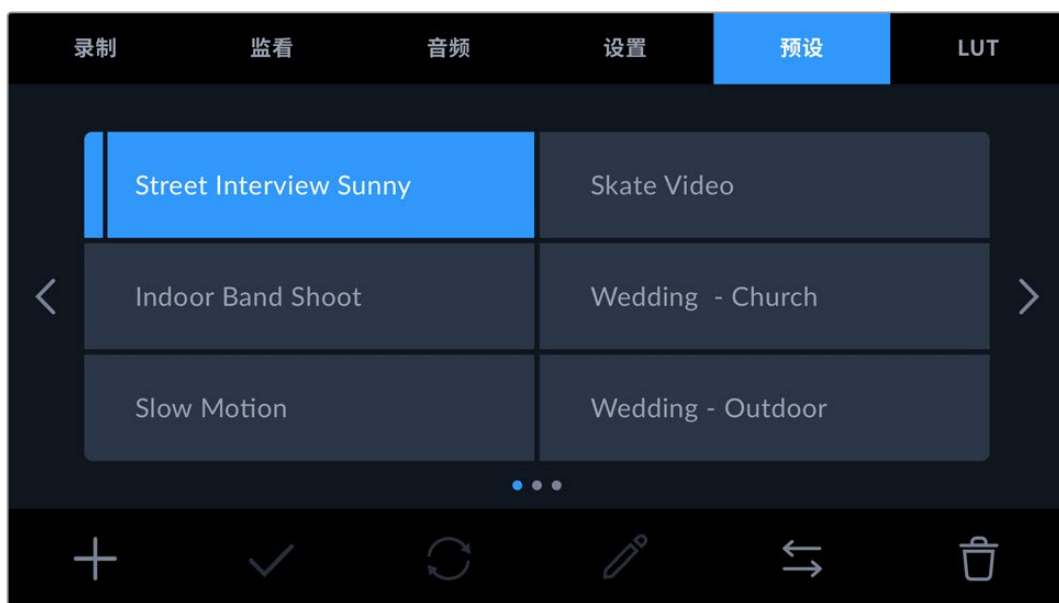 录制 监看 音频 设置 预设 LUT
Street Interview Sunny Skate Video
Indoor Band Shoot Wedding - Church
Slow Motion Wedding - Outdoor